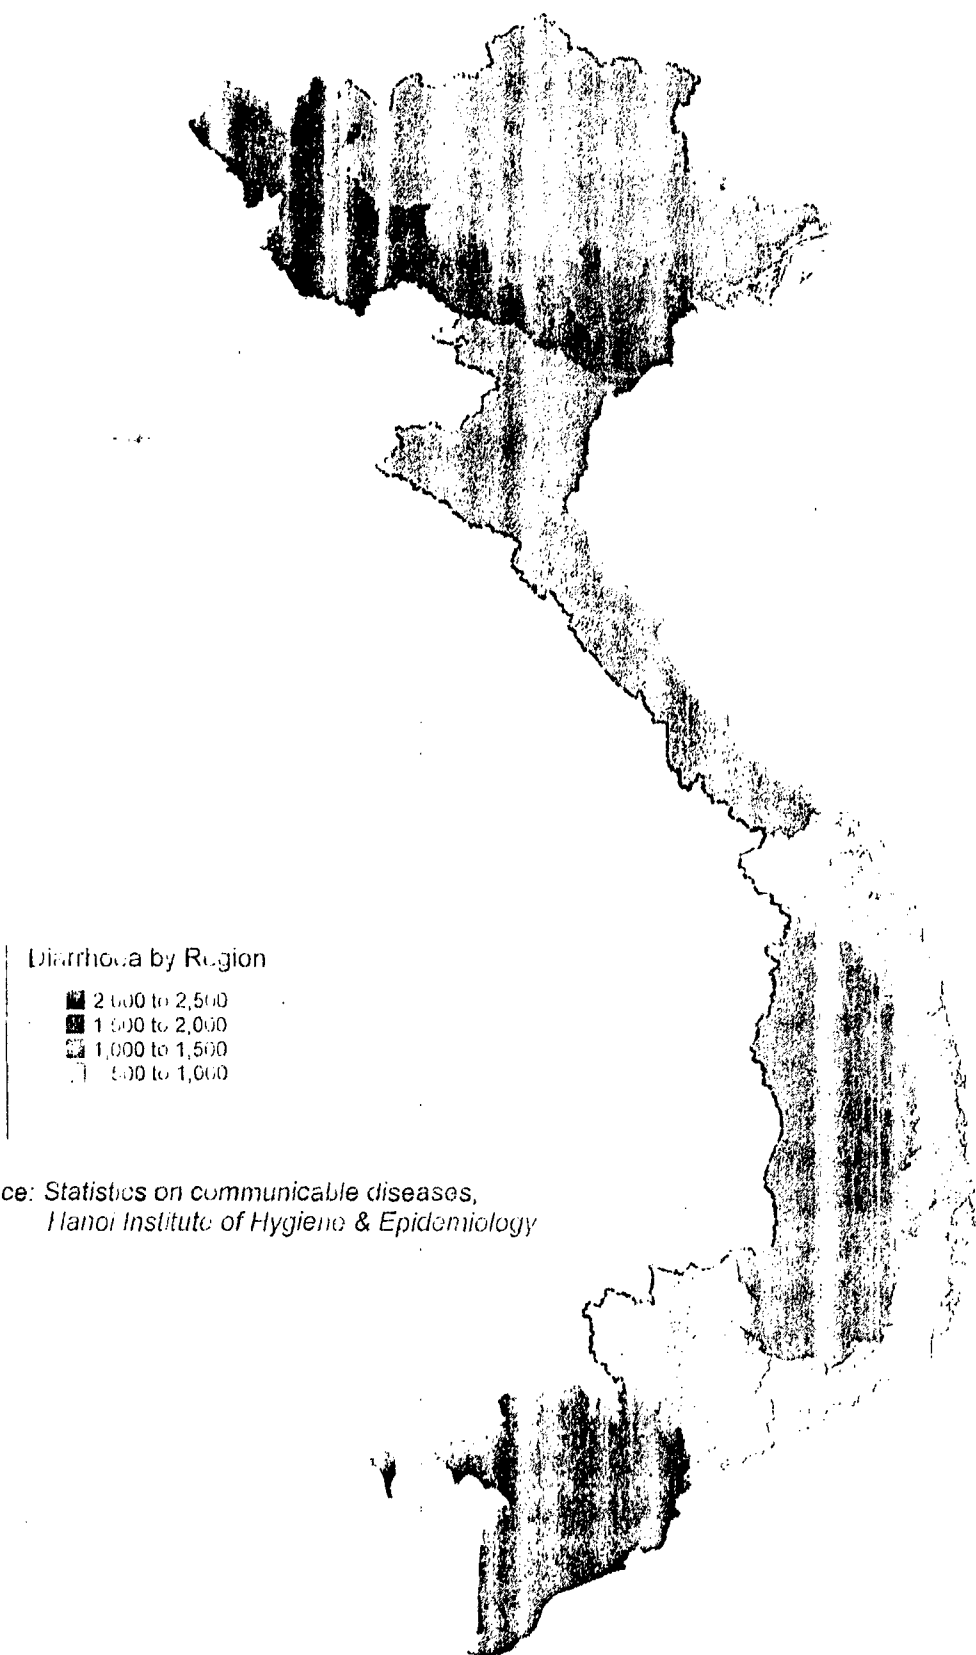 Diarrhoea by Region
2,000 to 2,500
1,500 to 2,000
1,000 to 1,500
500 to 1,000
ce: Statistics on communicable diseases,
Hanoi Institute of Hygiene & Epidemiology